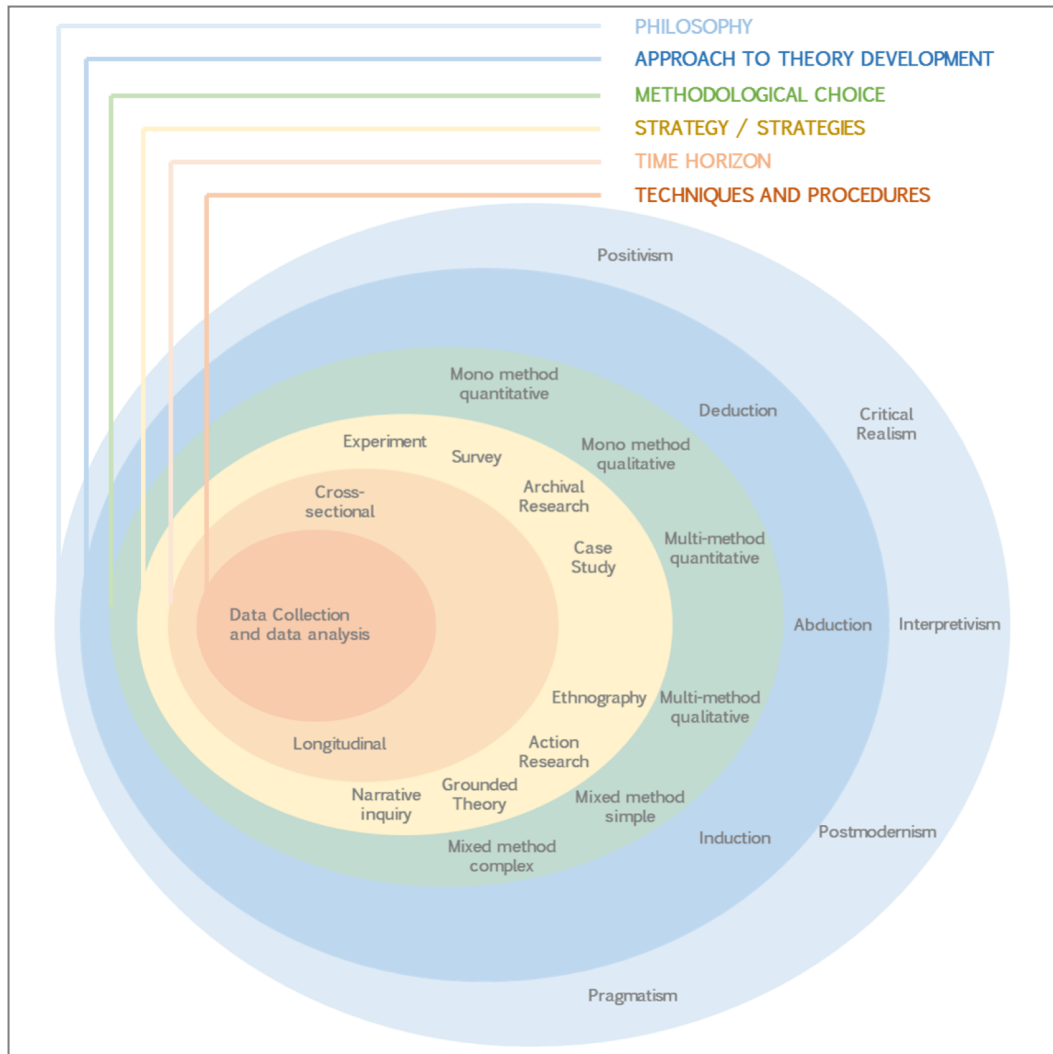 PHILOSOPHY
APPROACH TO THEORY DEVELOPMENT
METHODOLOGICAL CHOICE
STRATEGY / STRATEGIES
TIME HORIZON
TECHNIQUES AND PROCEDURES
Positivism
Mono method
quantitative
Deduction
Critical
Realism
Experiment
Survey
Mono method
qualitative
Cross-
sectional
Archival
Research
Case
Study
Multi-method
quantitative
Data Collection
and data analysis
Abduction
Interpretivism
Ethnography
Multi-method
qualitative
Longitudinal
Action
Research
Narrative
inquiry
Grounded
Theory
Mixed method
simple
Induction
Postmodernism
Mixed method
complex
Pragmatism